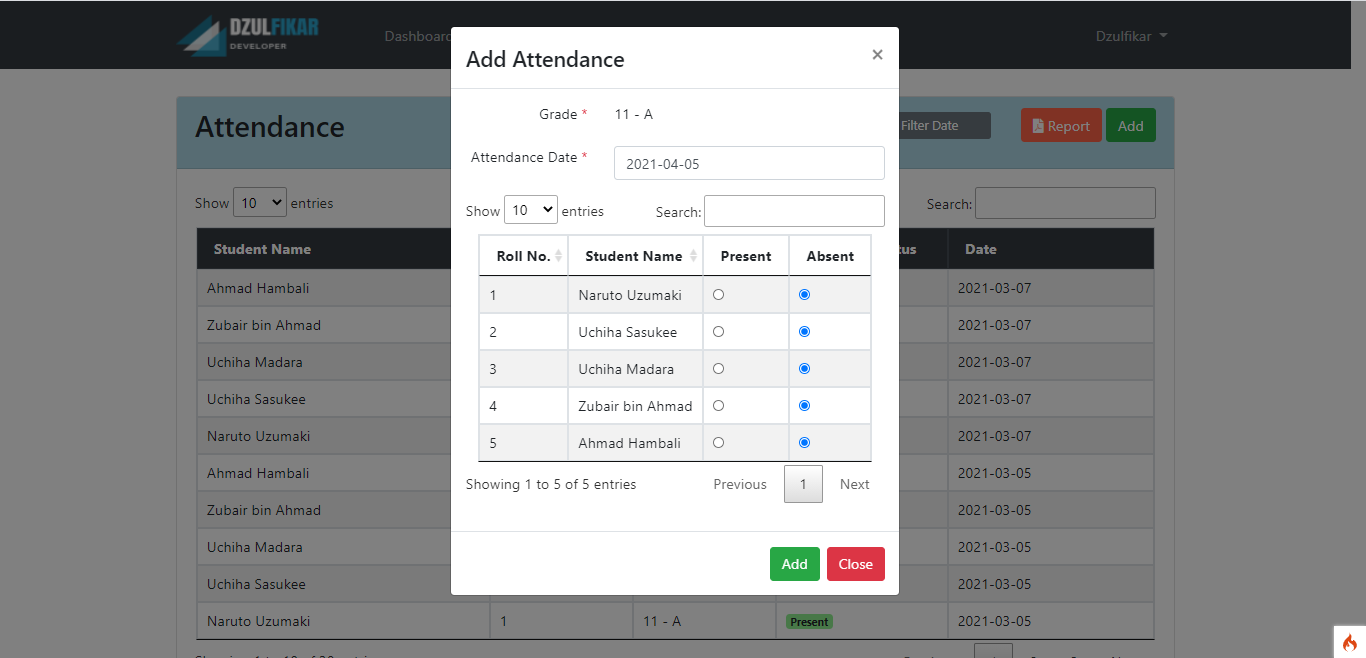 DZULFIKAR
DEVELOPER
Dashboard
Dzulfikar
Add Attendance
×
Grade * 11 - A
Attendance Date * 2021-04-05
Show 10 entries Search:
Roll No. Student Name Present Absent
1 Naruto Uzumaki
2 Uchiha Sasukee
3 Uchiha Madara
4 Zubair bin Ahmad
5 Ahmad Hambali
Showing 1 to 5 of 5 entries Previous 1 Next
Add Close
Attendance Filter Date Report Add
Show 10 entries Search:
Student Name Date
Ahmad Hambali 2021-03-07
Zubair bin Ahmad 2021-03-07
Uchiha Madara 2021-03-07
Uchiha Sasukee 2021-03-07
Naruto Uzumaki 2021-03-07
Ahmad Hambali 2021-03-05
Zubair bin Ahmad 2021-03-05
Uchiha Madara 2021-03-05
Uchiha Sasukee 2021-03-05
Naruto Uzumaki 1 11 - A Present 2021-03-05